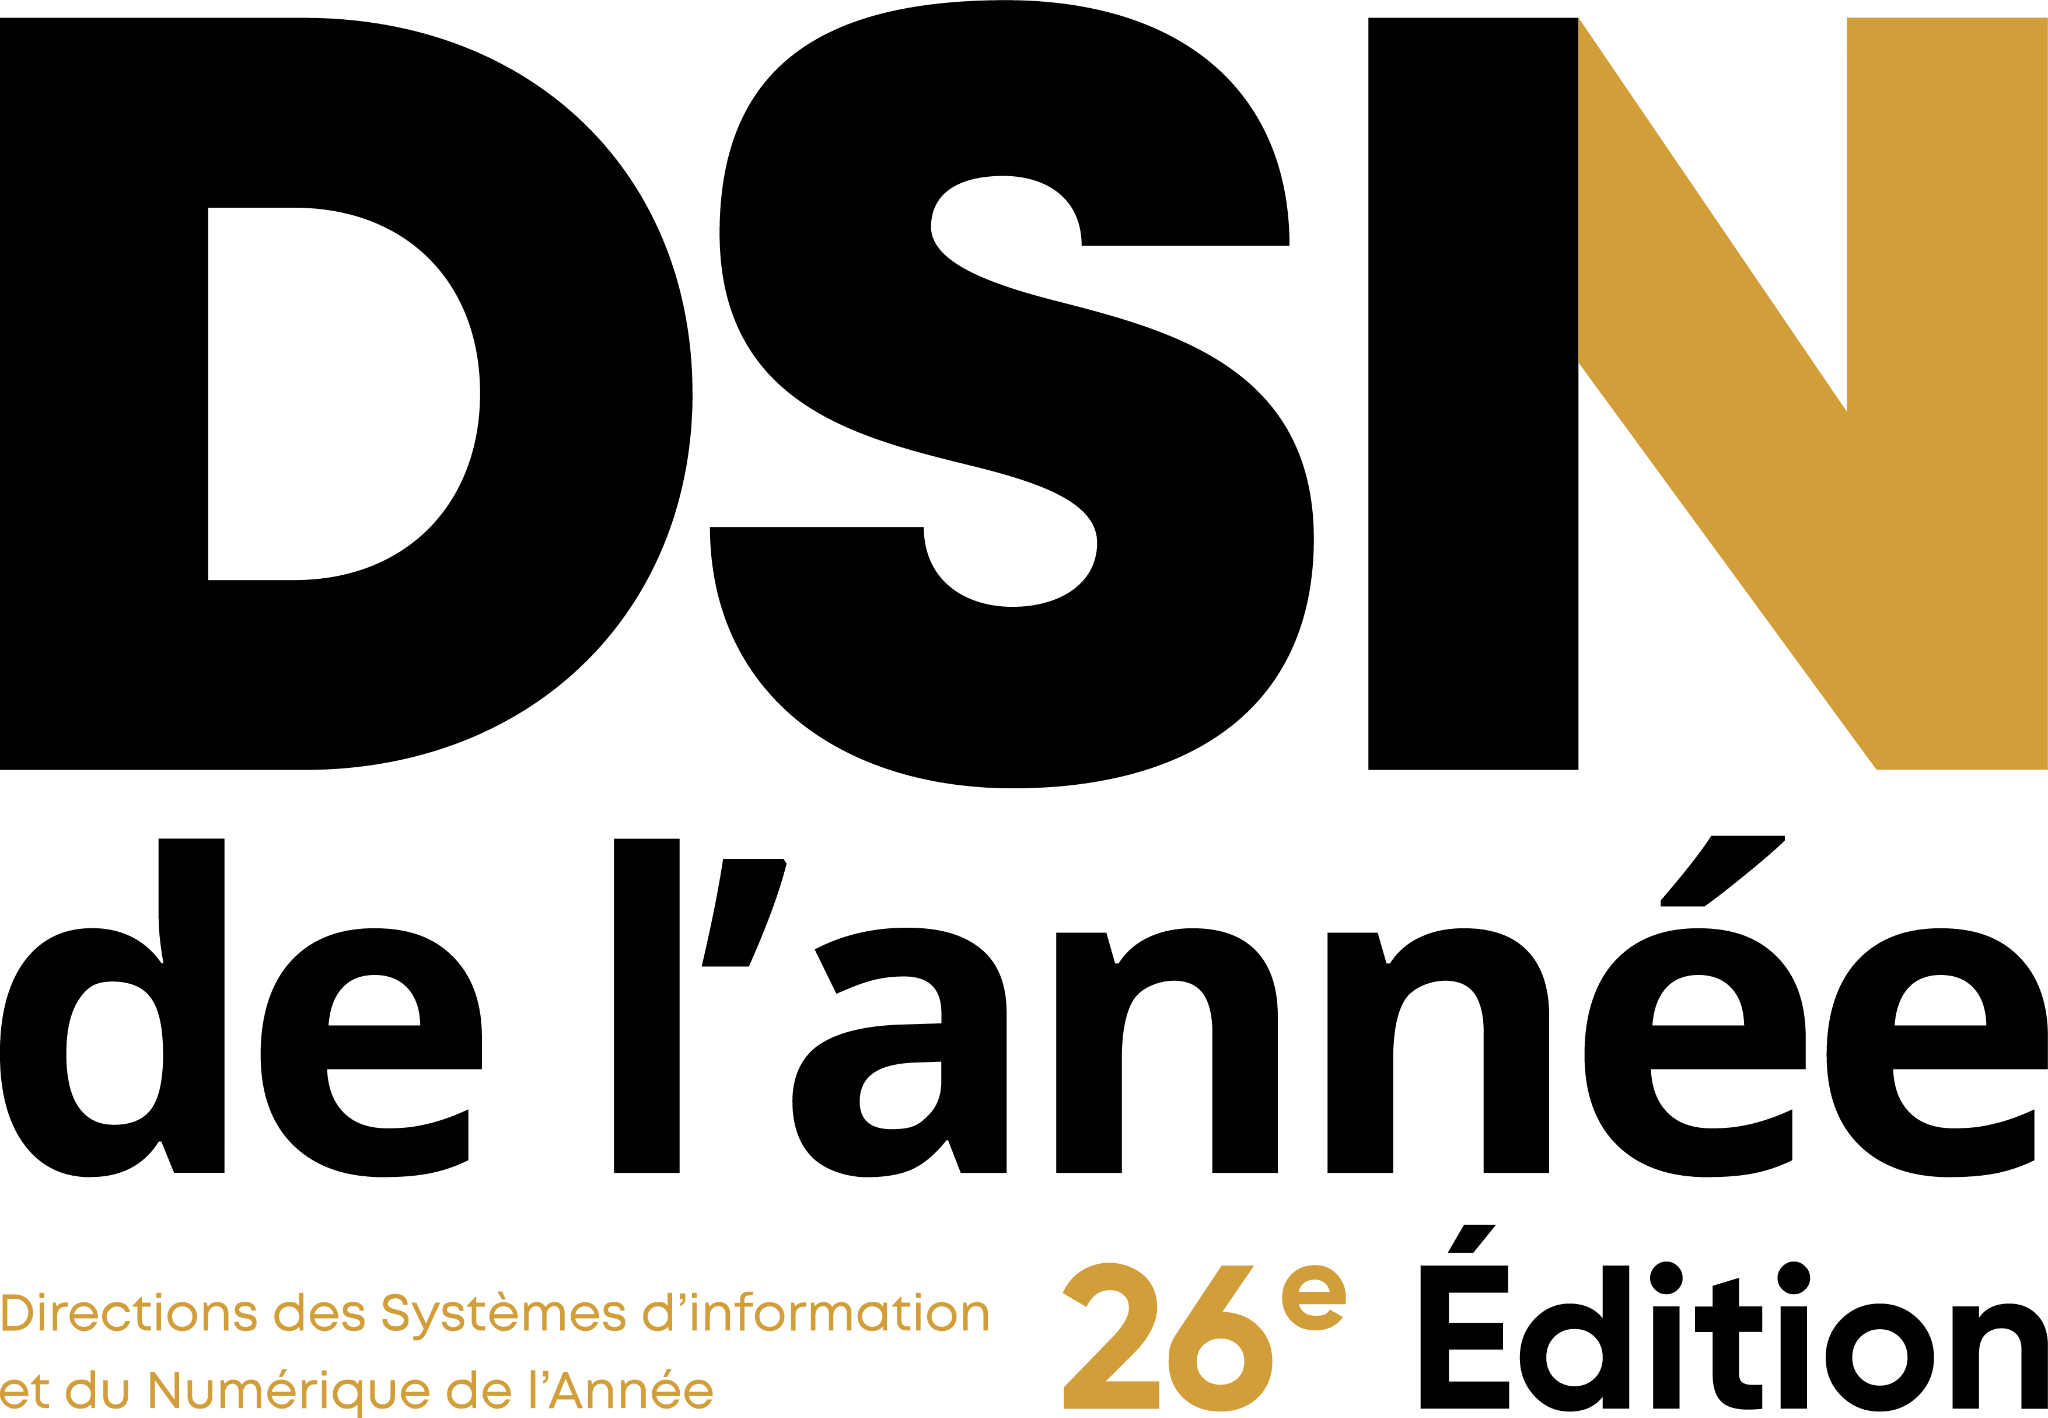 DSIN
de l’année
Directions des Systèmes d’information
et du Numérique de l’Année
26e Édition